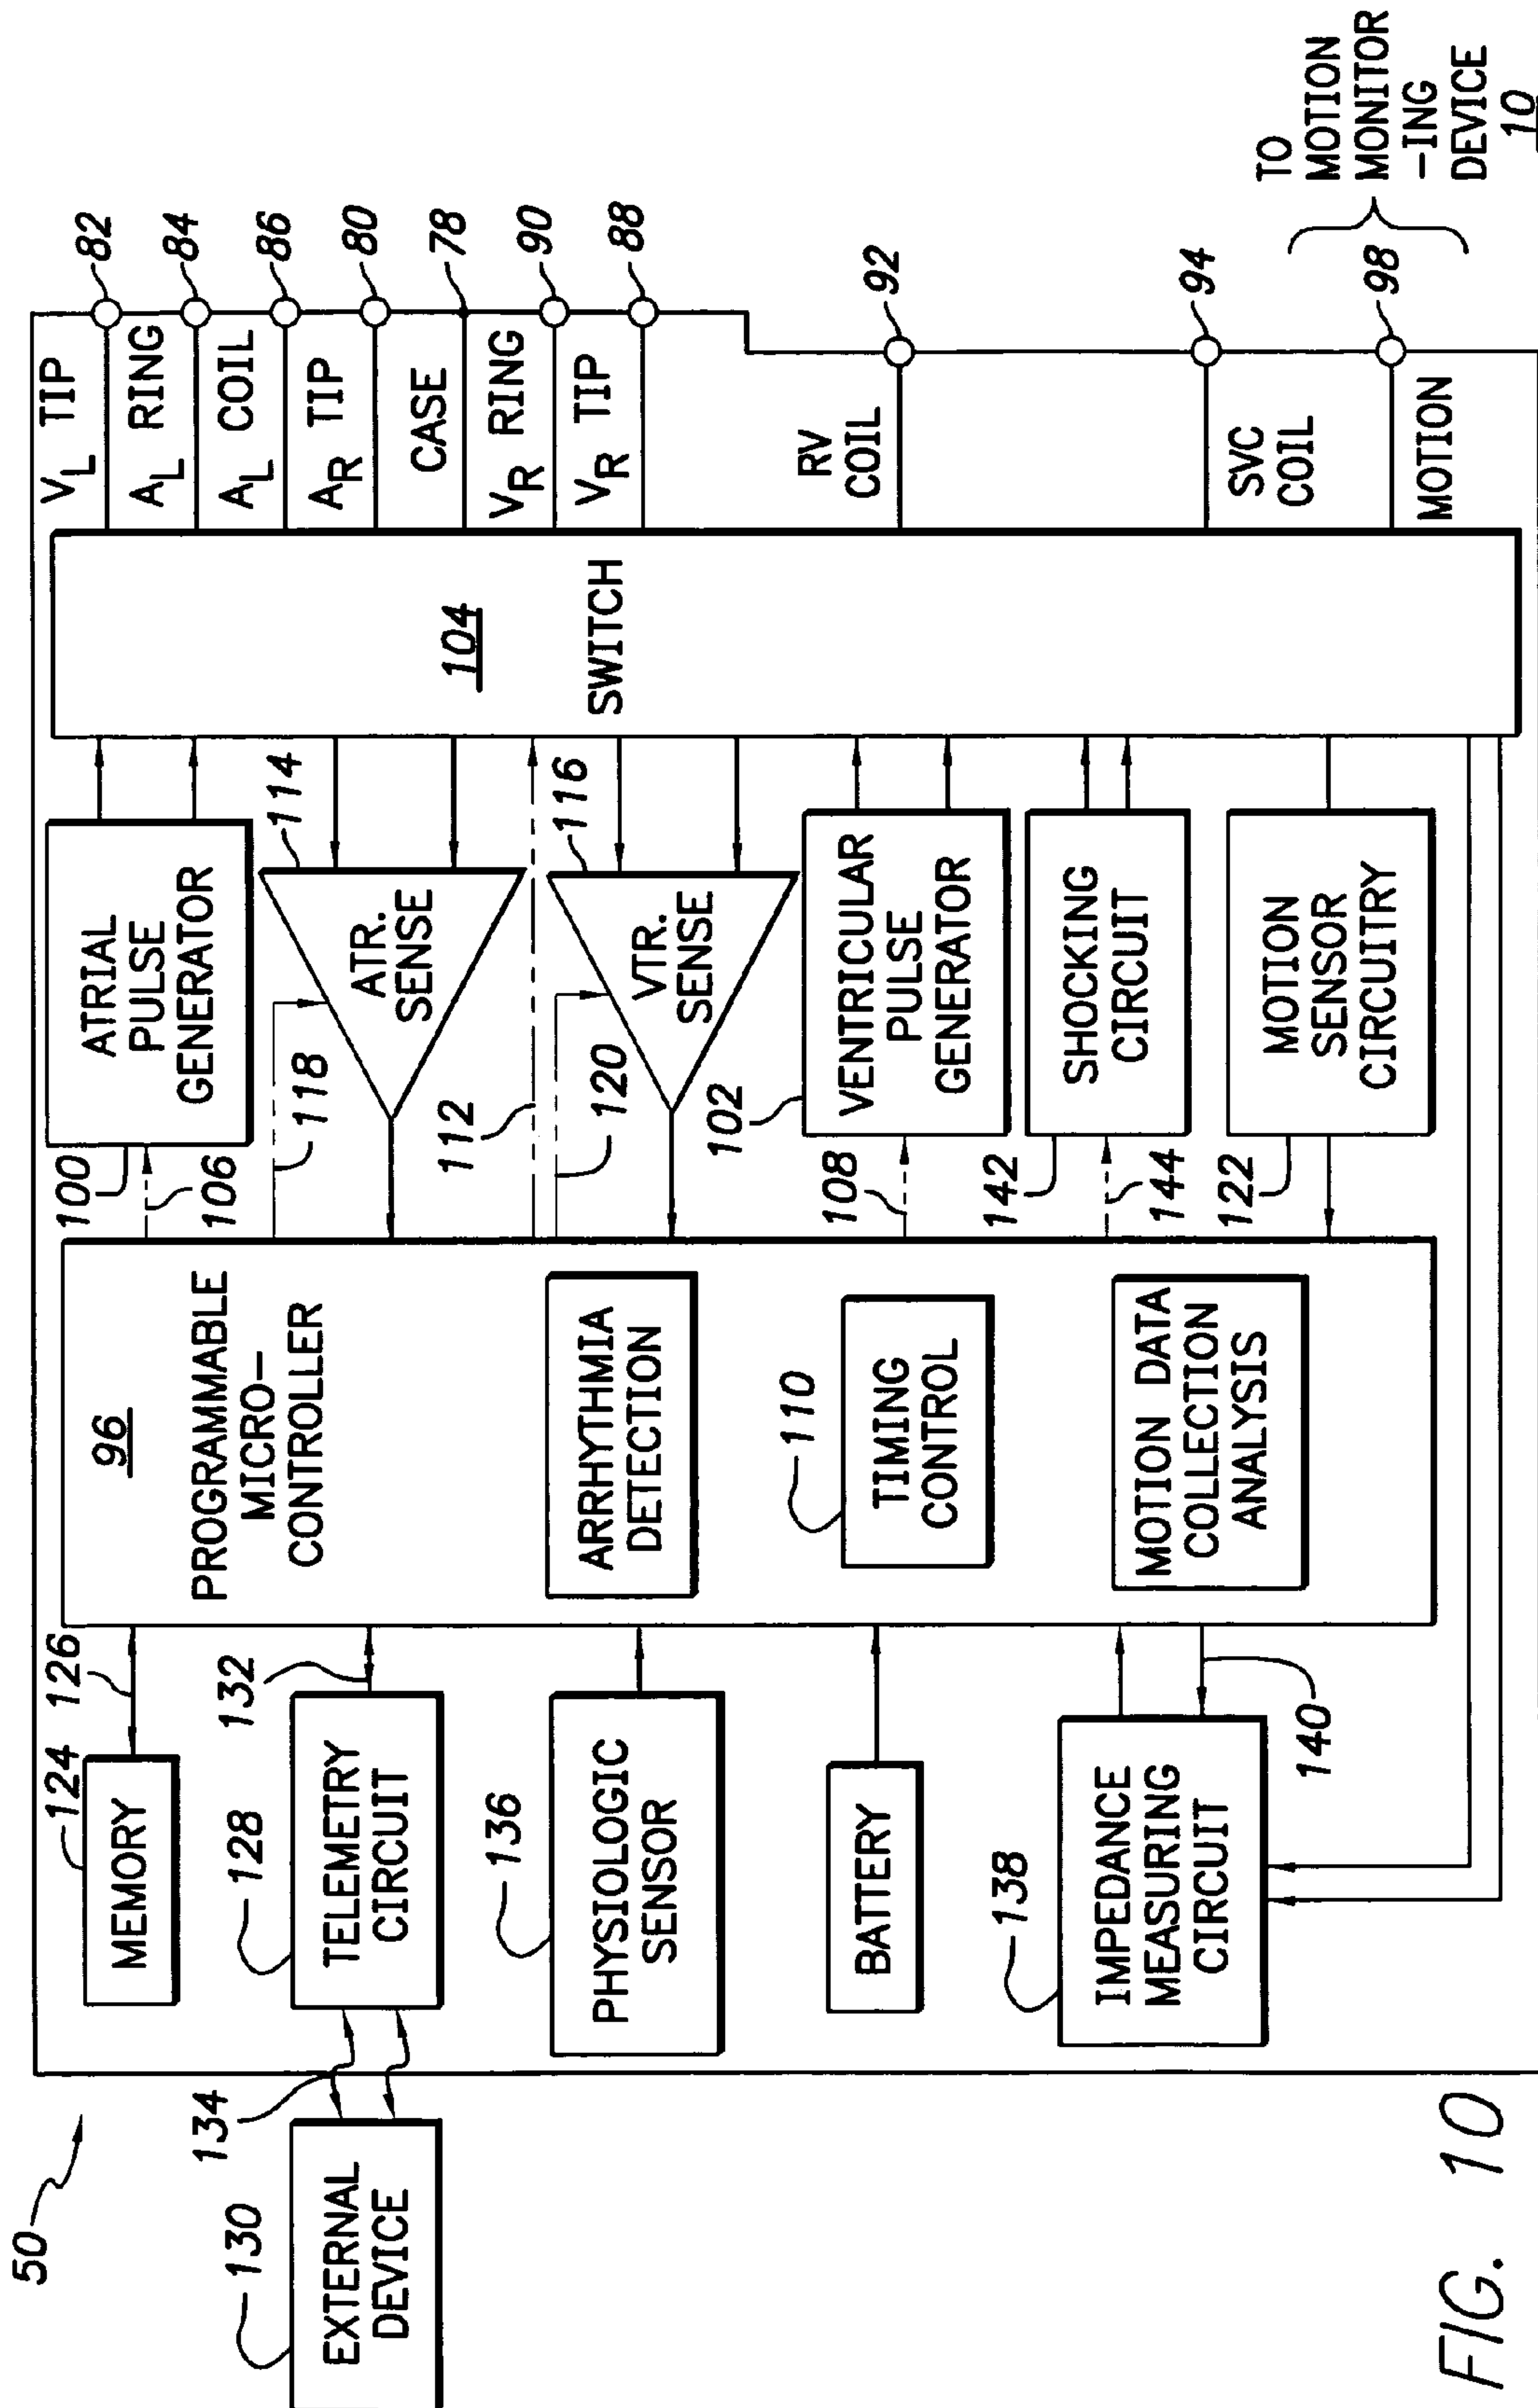 50
130
EXTERNAL
DEVICE
134
124
MEMORY
126
128
TELEMETRY
CIRCUIT
132
136
PHYSIOLOGIC
SENSOR
BATTERY
138
IMPEDANCE
MEASURING
CIRCUIT
140
96
PROGRAMMABLE
MICRO-
CONTROLLER
ARRHYTHMIA
DETECTION
110
TIMING
CONTROL
MOTION DATA
COLLECTION
ANALYSIS
100
106
ATRIAL
PULSE
GENERATOR
118
114
ATR.
SENSE
112
120
116
VTR.
SENSE
102
108
VENTRICULAR
PULSE
GENERATOR
142
144
SHOCKING
CIRCUIT
122
MOTION
SENSOR
CIRCUITRY
104
SWITCH
VL TIP
82
AL RING
84
AL COIL
86
AR TIP
80
CASE
78
VR RING
90
VR TIP
88
RV
COIL
92
SVC
COIL
94
MOTION
98
TO
MOTION
MONITOR
-ING
DEVICE
10
FIG. 10